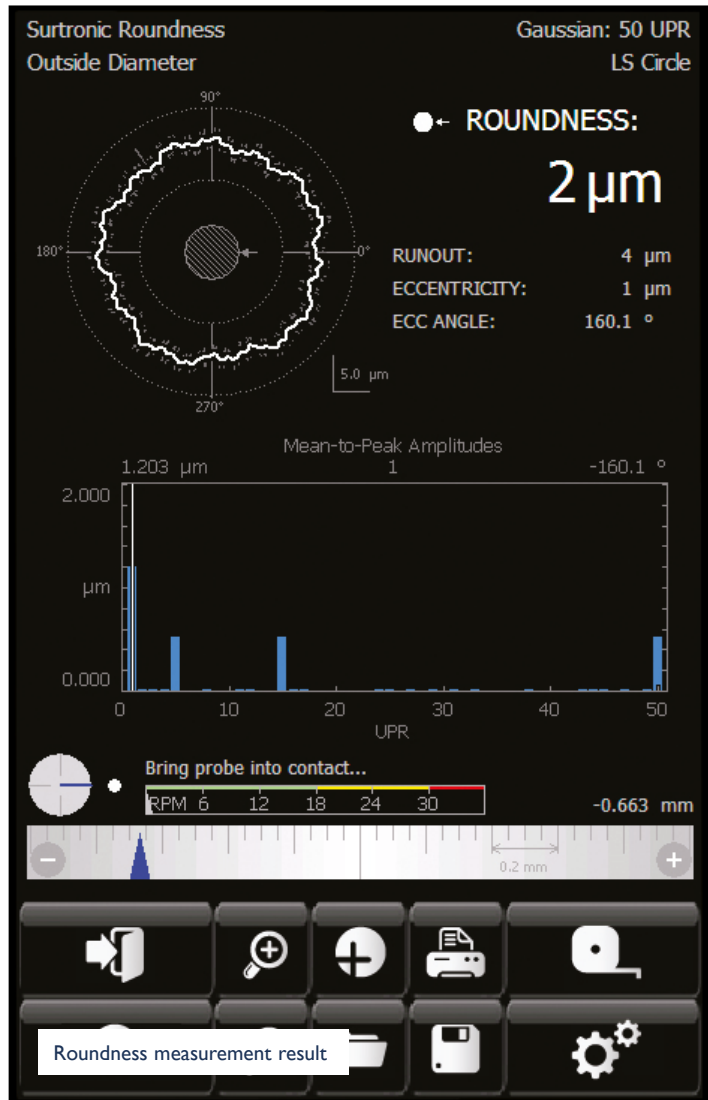 Surtronic Roundness
Gaussian: 50 UPR
Outside Diameter
LS Circle
90°
ROUNDNESS:
2 µm
180°
0°
RUNOUT: 4 µm
ECCENTRICITY: 1 µm
ECC ANGLE: 160.1 °
5.0 µm
270°
Mean-to-Peak Amplitudes
1.203 µm 1 -160.1 °
2.000
µm
0.000
0 10 20 30 40 50
UPR
Bring probe into contact...
RPM 6 12 18 24 30
-0.663 mm
0.2 mm
Roundness measurement result